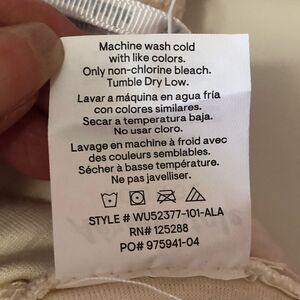 Machine wash cold
with like colors.
Only non-chlorine bleach.
Tumble Dry Low.
Lavar a máquina en agua fría
con colores similares.
Secar a temperatura baja.
No usar cloro.
Lavage en machine à froid avec
des couleurs semblables.
Sécher à basse température.
Ne pas javelliser.
STYLE # WU52377-101-ALA
RN# 125288
PO# 975941-04